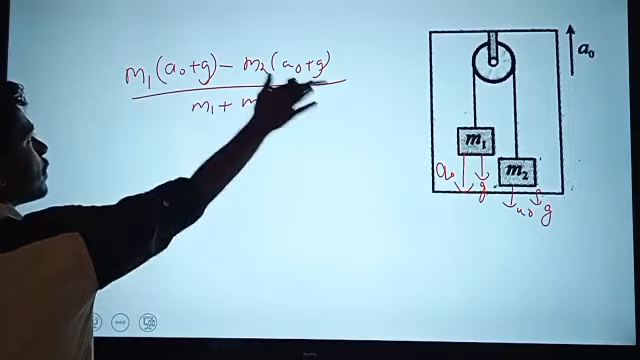 m₁(a₀+g) - m₂(a₀+g)
m₁ + m
a₀
m₁
m₂
a₀
g
a₀
g